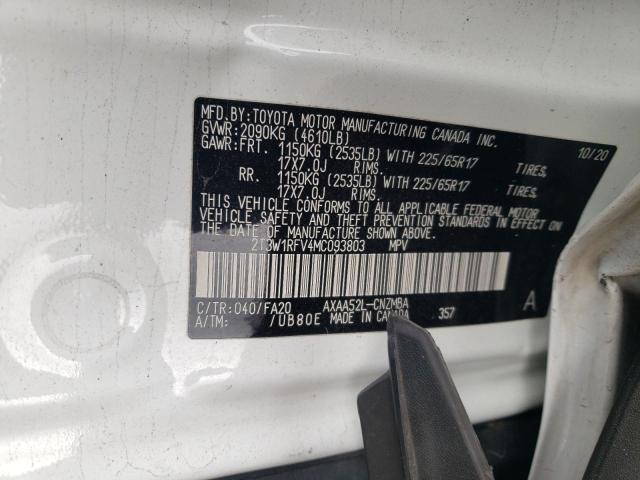 MFD.BY:TOYOTA MOTOR MANUFACTURING CANADA INC.
GVWR:2090KG (4610LB) 10/20
GAWR:FRT. 1150KG (2535LB) WITH 225/65R17 TIRES,
17X7.0J RIMS.
RR. 1150KG (2535LB) WITH 225/65R17 TIRES,
17X7.0J RIMS.
THIS VEHICLE CONFORMS TO ALL APPLICABLE FEDERAL MOTOR
VEHICLE SAFETY AND THEFT PREVENTION STANDARDS IN EFFECT ON
THE DATE OF MANUFACTURE SHOWN ABOVE.
2T3W1RFV4MC093803 MPV
C/TR:040/FA20 AXAA52L-CNZMBA A
A/TM: /UB80E MADE IN CANADA 357